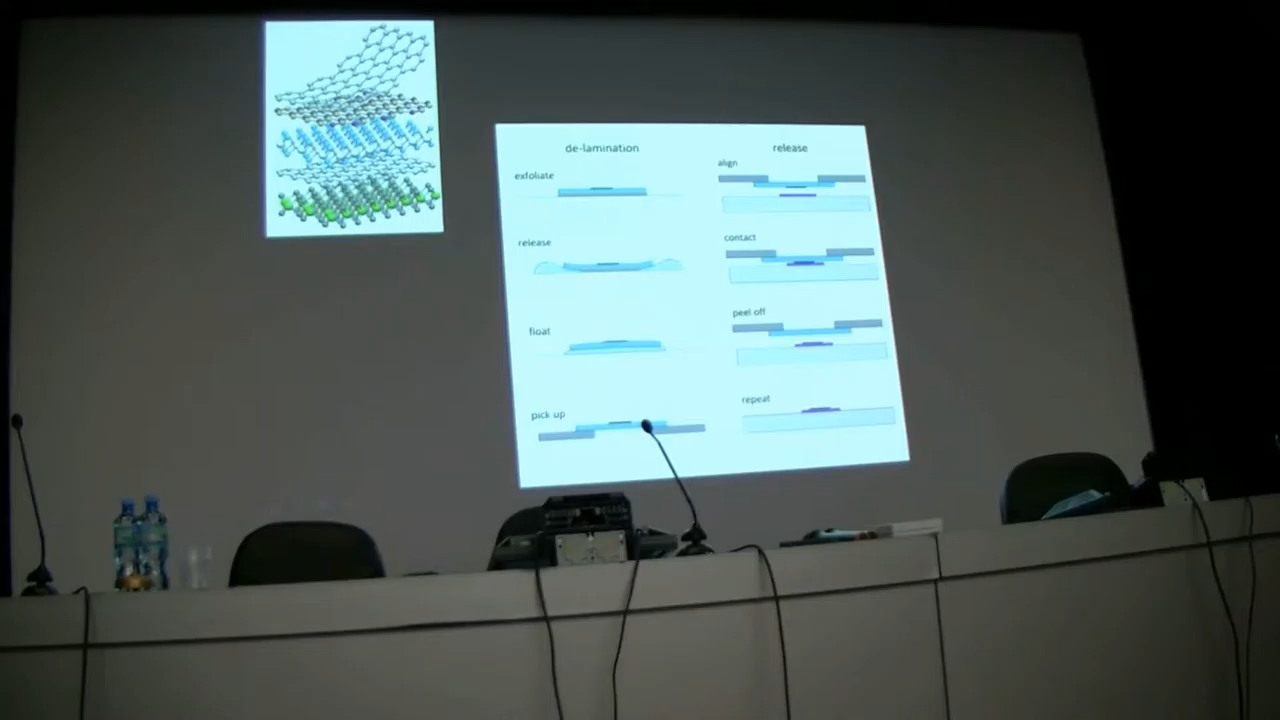 de-lamination
exfoliate
release
float
pick up
release
align
contact
peel off
repeat